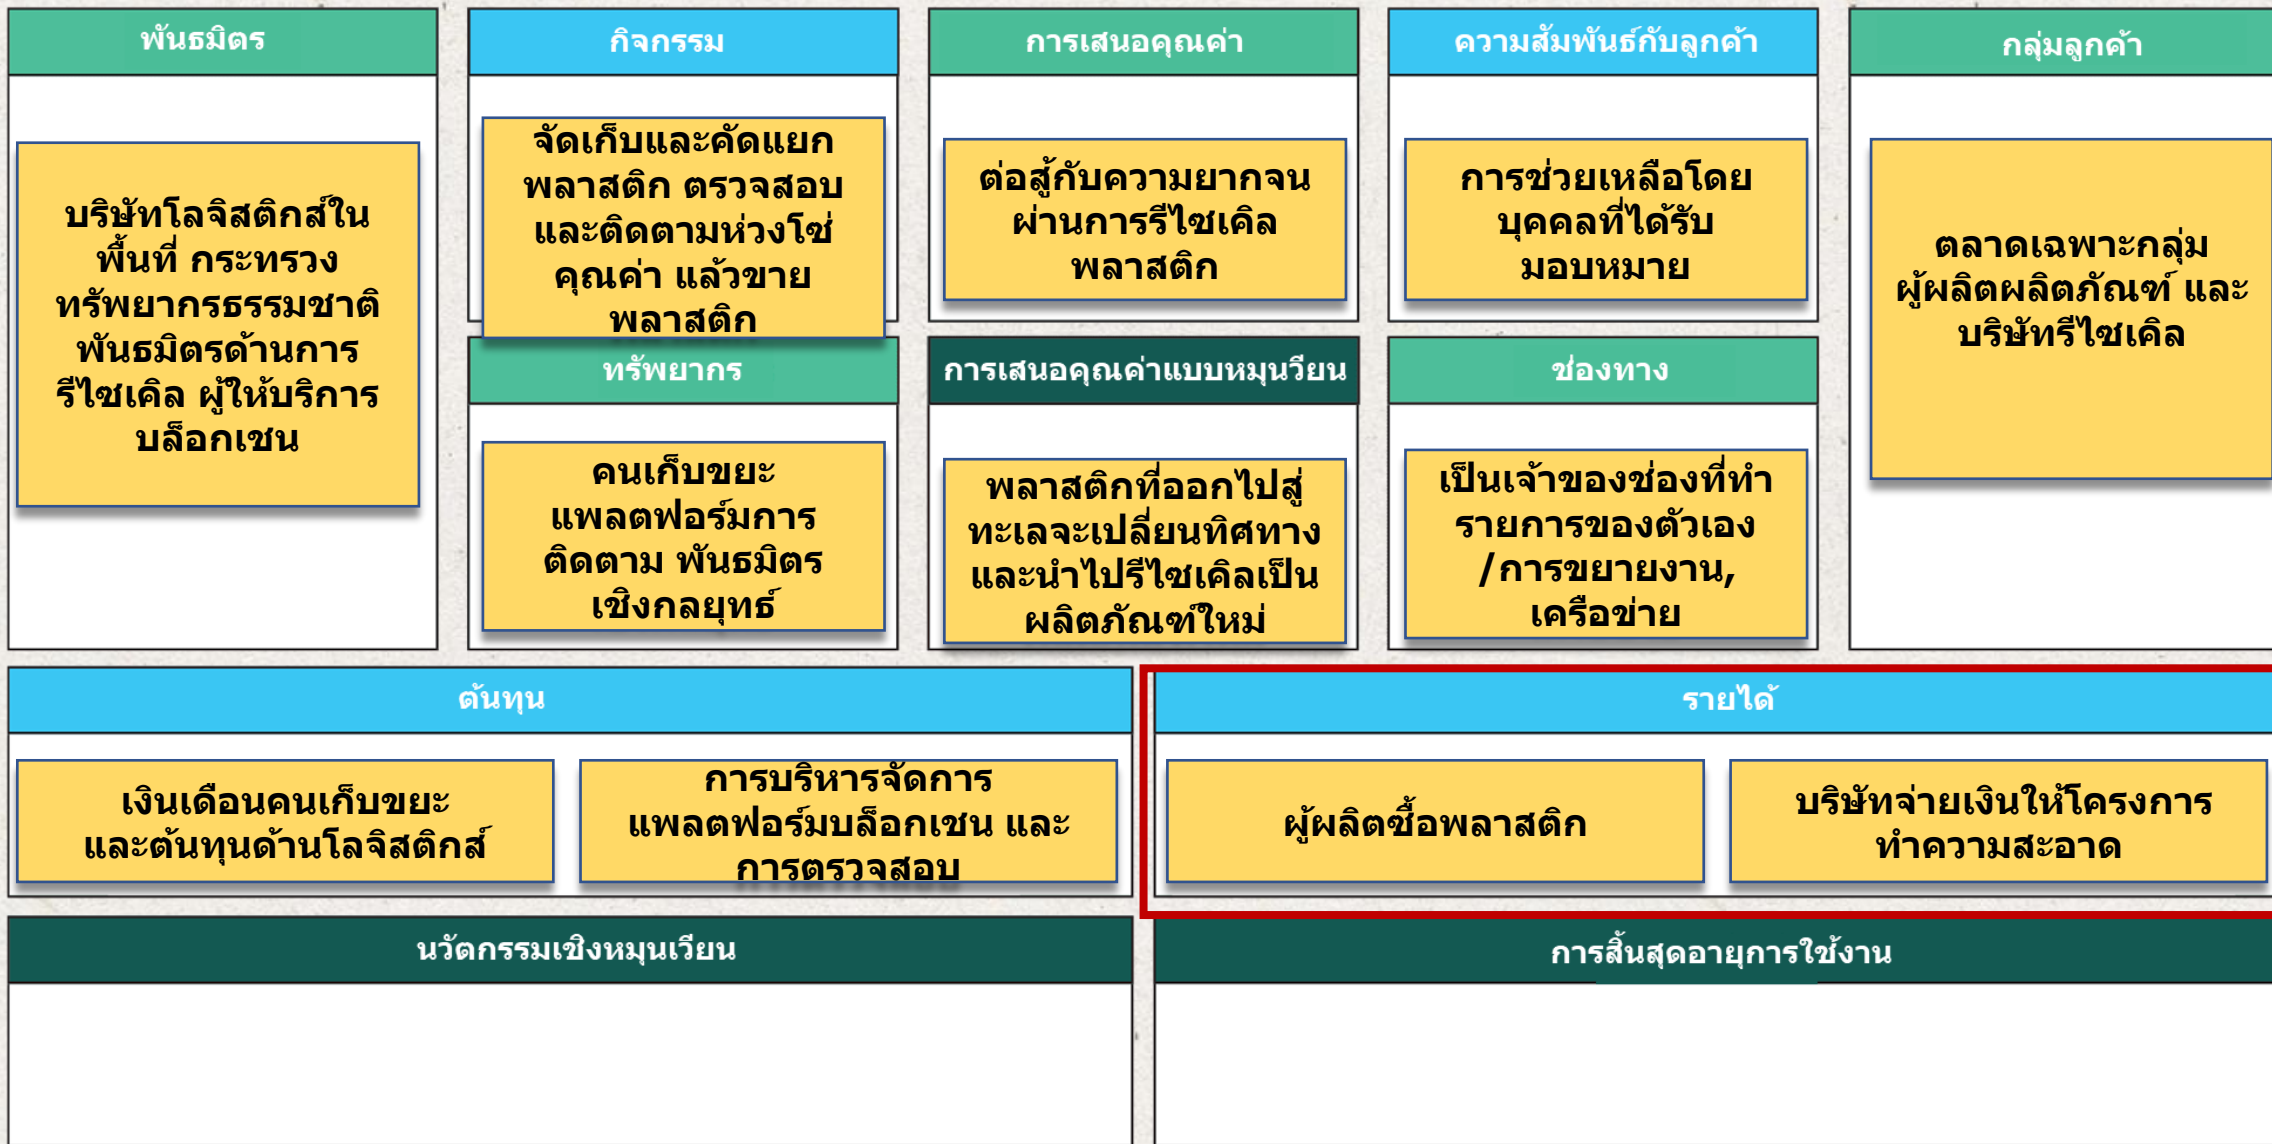 พันธมิตร
บริษัทโลจิสติกส์ใน
พื้นที่ กระทรวง
ทรัพยากรธรรมชาติ
พันธมิตรด้านการ
รีไซเคิล ผู้ให้บริการ
บล็อกเชน
กิจกรรม
จัดเก็บและคัดแยก
พลาสติก ตรวจสอบ
และติดตามห่วงโซ่
คุณค่า แล้วขาย
พลาสติก
ทรัพยากร
คนเก็บขยะ
แพลตฟอร์มการ
ติดตาม พันธมิตร
เชิงกลยุทธ์
การเสนอคุณค่า
ต่อสู้กับความยากจน
ผ่านการรีไซเคิล
พลาสติก
การเสนอคุณค่าแบบหมุนวียน
พลาสติกที่ออกไปสู่
ทะเลจะเปลี่ยนทิศทาง
และนำไปรีไซเคิลเป็น
ผลิตภัณฑ์ใหม่
ความสัมพันธ์กับลูกค้า
การช่วยเหลือโดย
บุคคลที่ได้รับ
มอบหมาย
ช่องทาง
เป็นเจ้าของช่องที่ทำ
รายการของตัวเอง
/การขยายงาน,
เครือข่าย
กลุ่มลูกค้า
ตลาดเฉพาะกลุ่ม
ผู้ผลิตผลิตภัณฑ์ และ
บริษัทรีไซเคิล
ต้นทุน
เงินเดือนคนเก็บขยะ
และต้นทุนด้านโลจิสติกส์
การบริหารจัดการ
แพลตฟอร์มบล็อกเชน และ
การตรวจสอบ
รายได้
ผู้ผลิตซื้อพลาสติก
บริษัทจ่ายเงินให้โครงการ
ทำความสะอาด
นวัตกรรมเชิงหมุนเวียน
การสิ้นสุดอายุการใช้งาน